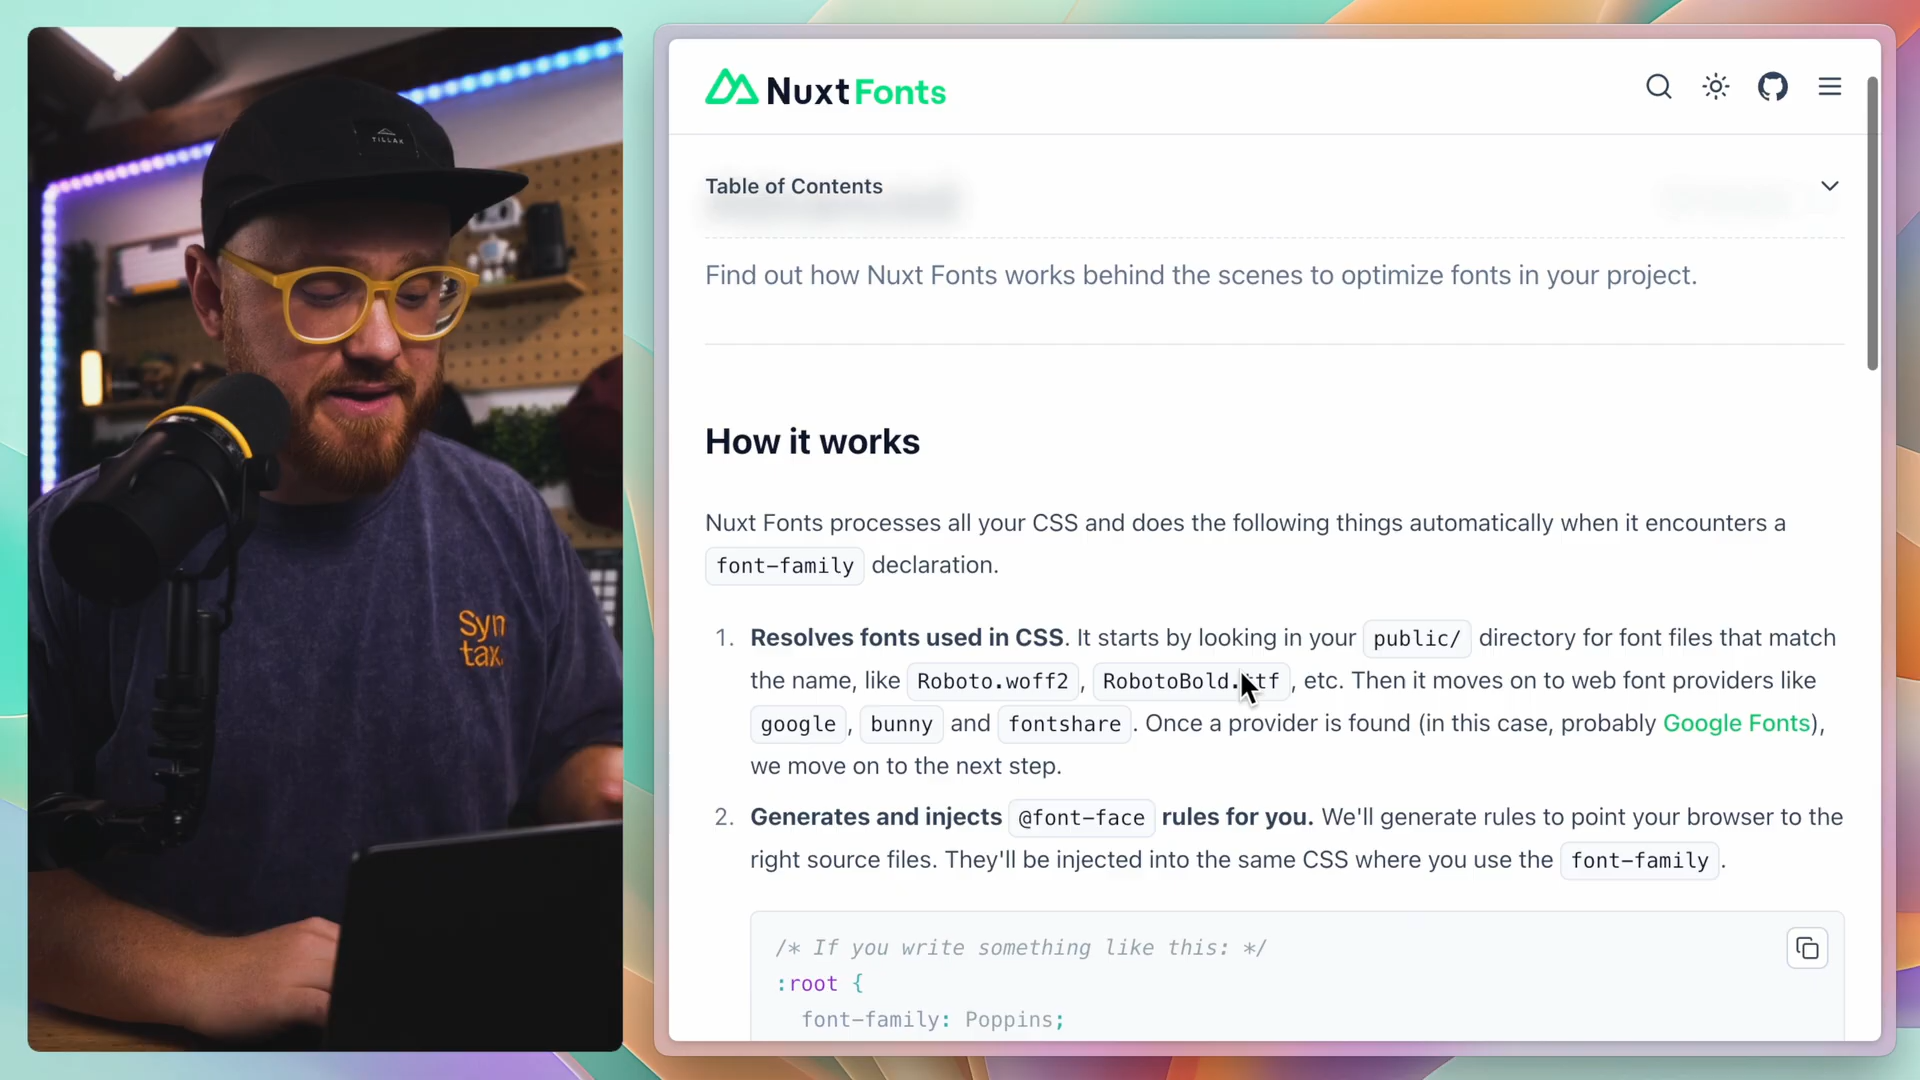 TILLAK
Syn
tax.
Nuxt Fonts
Table of Contents
Find out how Nuxt Fonts works behind the scenes to optimize fonts in your project.
How it works
Nuxt Fonts processes all your CSS and does the following things automatically when it encounters a
font-family declaration.
1. Resolves fonts used in CSS. It starts by looking in your public/ directory for font files that match
the name, like Roboto.woff2, RobotoBold.ttf, etc. Then it moves on to web font providers like
google, bunny and fontshare. Once a provider is found (in this case, probably Google Fonts),
we move on to the next step.
2. Generates and injects @font-face rules for you. We'll generate rules to point your browser to the
right source files. They'll be injected into the same CSS where you use the font-family.
/* If you write something like this: */
:root {
font-family: Poppins;